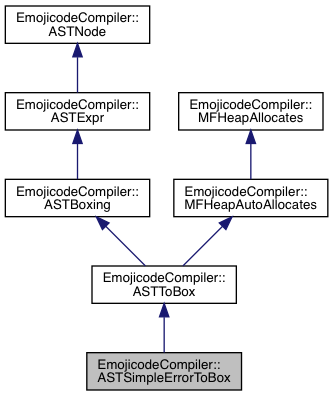 EmojicodeCompiler::
ASTNode
EmojicodeCompiler::
ASTExpr
EmojicodeCompiler::
MFHeapAllocates
EmojicodeCompiler::
ASTBoxing
EmojicodeCompiler::
MFHeapAutoAllocates
EmojicodeCompiler::
ASTToBox
EmojicodeCompiler::
ASTSimpleErrorToBox